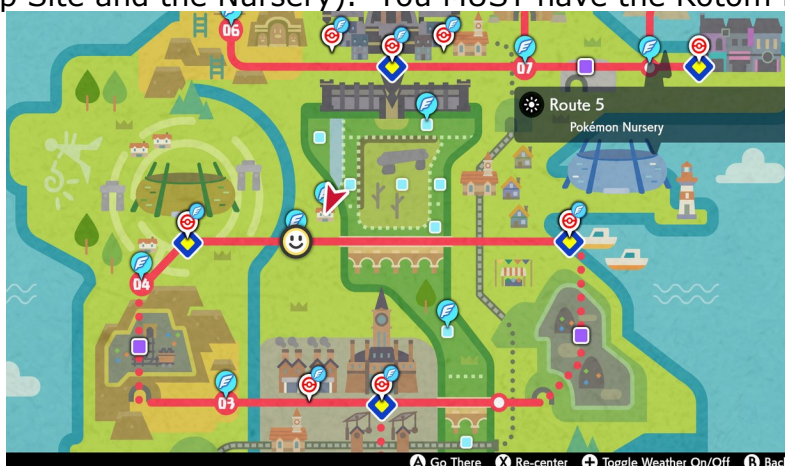 p Site and the Nursery). You MUST have the Rotom
06
07
Route 5
Pokémon Nursery
04
03
A Go There X Re-center + Toggle Weather On/Off B Back